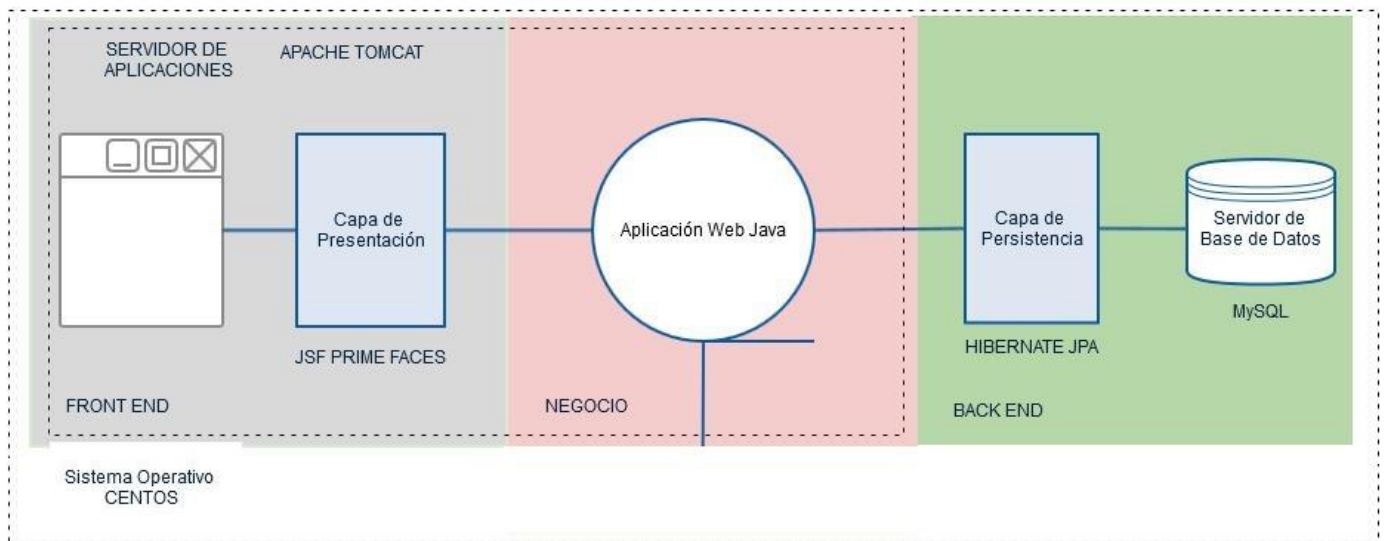 SERVIDOR DE
APLICACIONES
APACHE TOMCAT
Capa de
Presentación
Aplicación Web Java
Capa de
Persistencia
Servidor de
Base de Datos
MySQL
JSF PRIME FACES
HIBERNATE JPA
FRONT END
NEGOCIO
BACK END
Sistema Operativo
CENTOS